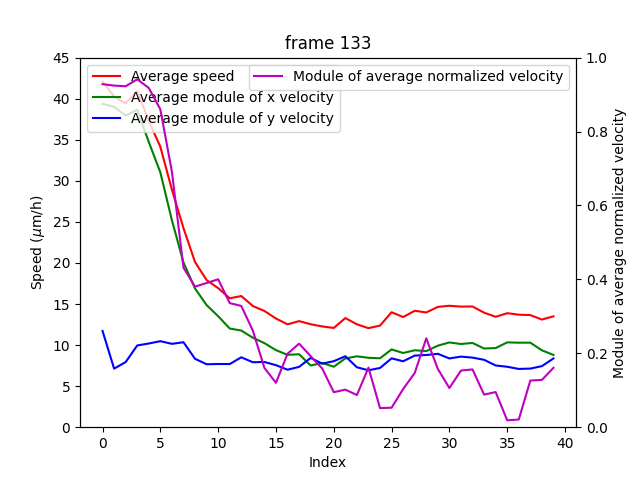 frame 133
Average speed
Average module of x velocity
Average module of y velocity
Module of average normalized velocity
45
40
35
30
25
20
15
10
5
0
Speed (μm/h)
1.0
0.8
0.6
0.4
0.2
0.0
Module of average normalized velocity
0 5 10 15 20 25 30 35 40
Index